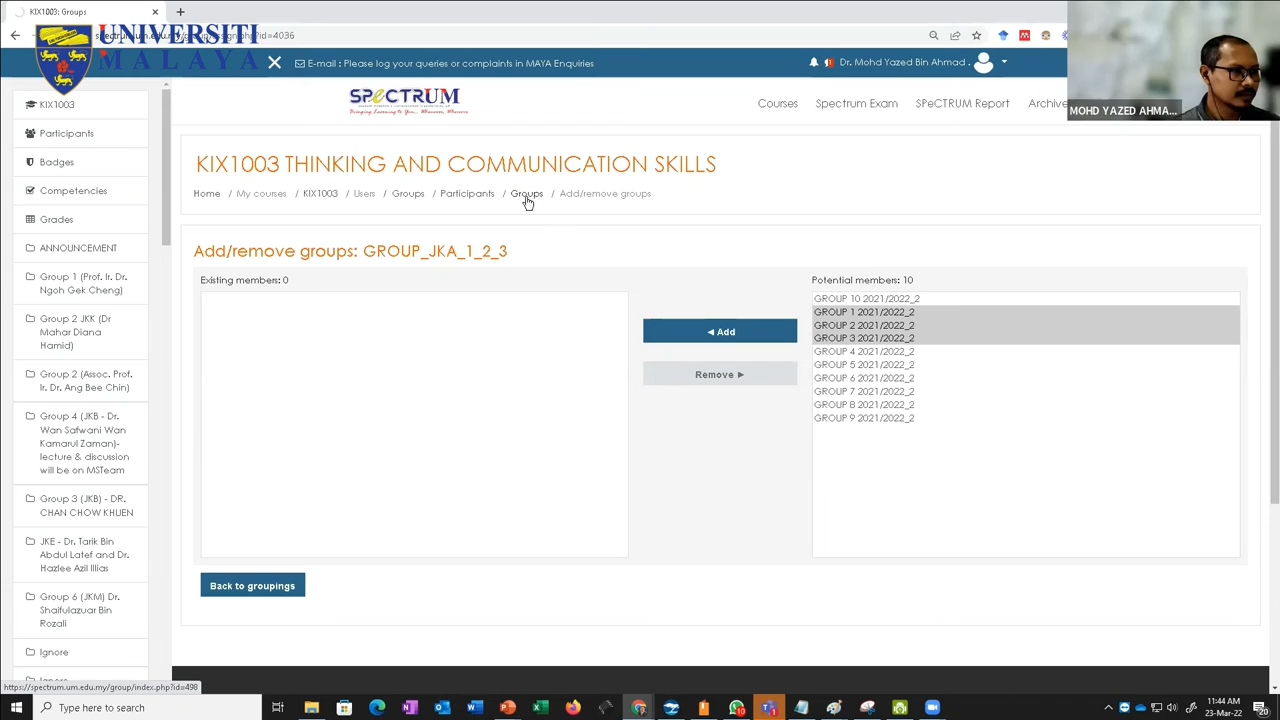 KIX1003: Groups
UNIVERSITI
MALAYA
E-mail : Please log your queries or complaints in MAYA Enquiries
Dr. Mohd Yazed Bin Ahmad
MOHD YAZED AHMA...
KIX1003
Participants
Badges
Competencies
Grades
ANNOUNCEMENT
Group 1 (Prof. Ir. Dr.
Ngoh Gek Cheng)
Group 2 JKK (Dr
Mahar Diana
Hamid)
Group 2 (Assoc. Prof.
Ir. Dr. Ang Bee Chin)
Group 4 (JKB - Dr.
Wan Safwani Wan
Kamarul Zaman)-
lecture & discussion
will be on MSTeam
Group 3 (JKB) - DR.
CHAN CHOW KHUEN
JKE - Dr. Tarik Bin
Abdul Latef and Dr.
Hazlee Azil Illias
Group 6 (JKM) Dr.
Shaifulazuar Bin
Rozali
Ignore
SPeCTRUM
Courses
Spectrum Exam
SPeCTRUM Report
KIX1003 THINKING AND COMMUNICATION SKILLS
Home / My courses / KIX1003 / Users / Groups / Participants / Groups / Add/remove groups
Add/remove groups: GROUP_JKA_1_2_3
Existing members: 0
◄ Add
Remove ►
Potential members: 10
GROUP 10 2021/2022_2
GROUP 1 2021/2022_2
GROUP 2 2021/2022_2
GROUP 3 2021/2022_2
GROUP 4 2021/2022_2
GROUP 5 2021/2022_2
GROUP 6 2021/2022_2
GROUP 7 2021/2022_2
GROUP 8 2021/2022_2
GROUP 9 2021/2022_2
Back to groupings
https://spectrum.um.edu.my/group/index.php?id=498
Type here to search
11:44 AM
23-Mar-22